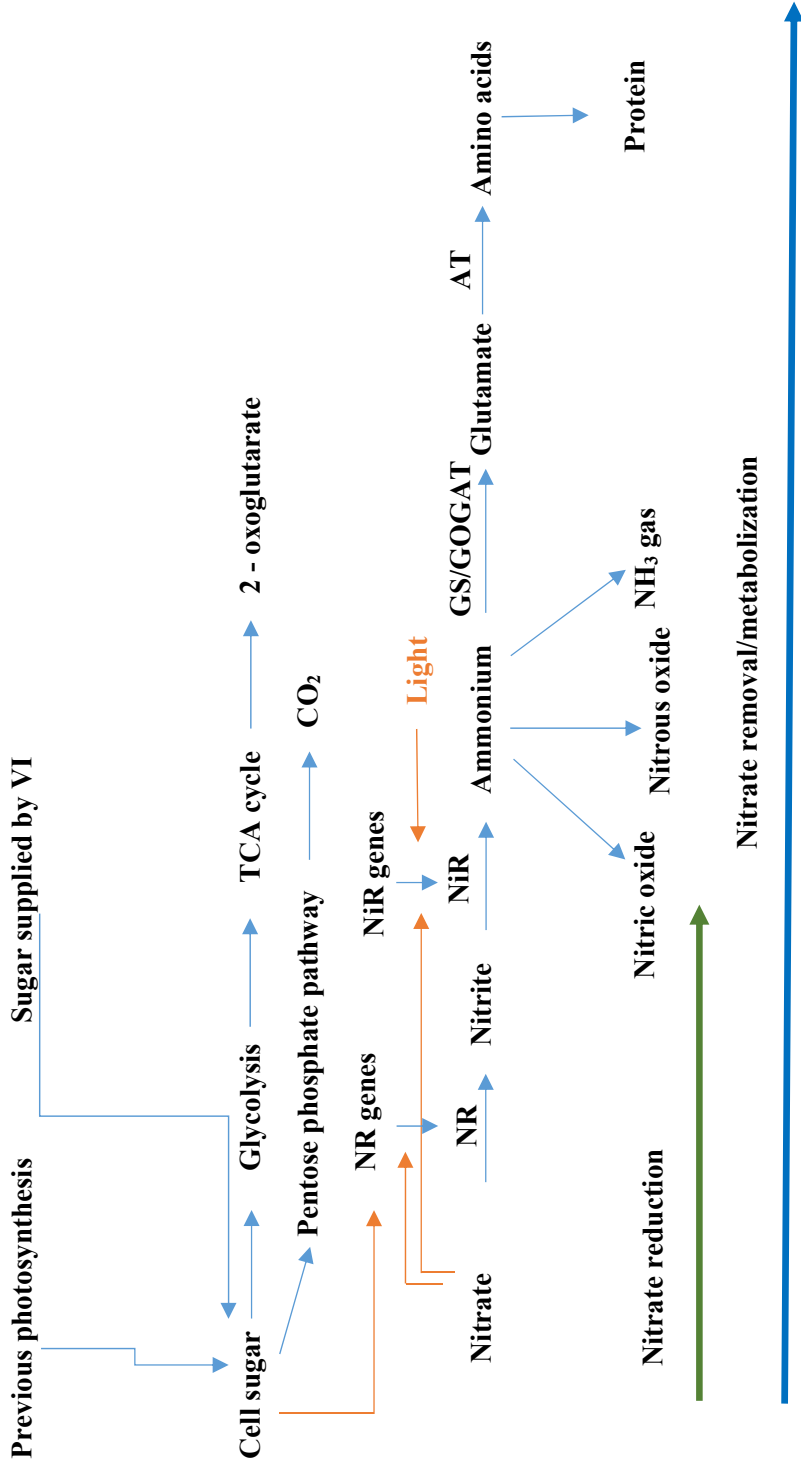 Previous photosynthesis
Sugar supplied by VI
Cell sugar
Glycolysis
TCA cycle
2 - oxoglutarate
Pentose phosphate pathway
CO₂
NR genes
NiR genes
Light
Nitrate
NR
Nitrite
NiR
Ammonium
GS/GOGAT
Glutamate
AT
Amino acids
Nitric oxide
Nitrous oxide
NH₃ gas
Protein
Nitrate reduction
Nitrate removal/metabolization